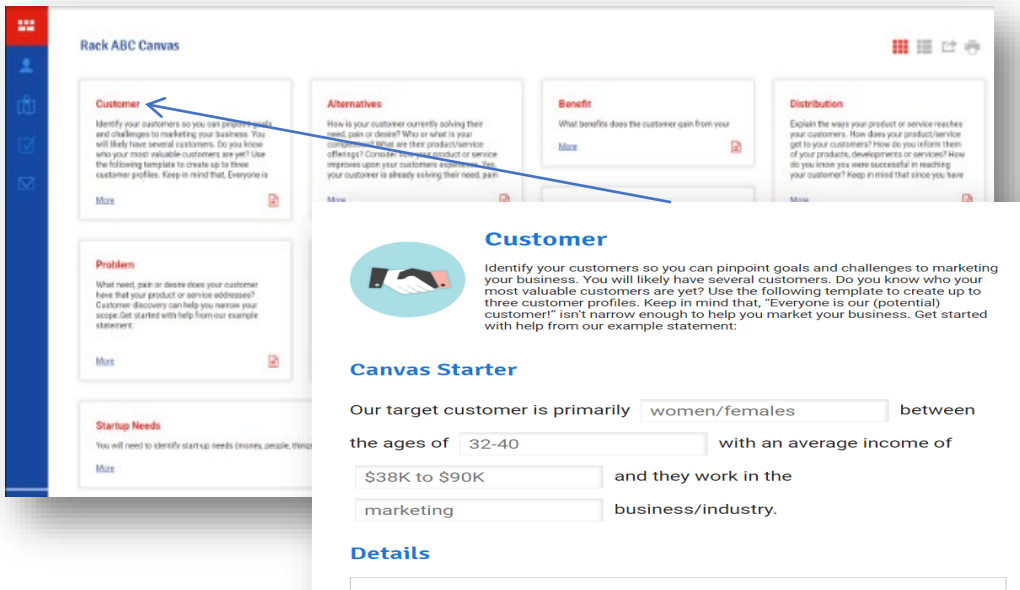 Rack ABC Canvas
Customer
Identify your customers so you can pinpoint goals
and challenges to marketing your business. You
will likely have several customers. Do you know
who your most valuable customers are yet? Use
the following template to create up to three
customer profiles. Keep in mind that, Everyone is
More
Alternatives
How is your customer currently solving their
need, pain or desire? Who or what is your
competition? What are their product/service
offerings? Consider how your product or service
improves upon your customers experience. Yes,
your customer is already solving their need, pain
More
Benefit
What benefits does the customer gain from your
More
Distribution
Explain the ways your product or service reaches
your customers. How does your product/service
get to your customers? How do you inform them
of your products, developments or services? How
do you know you were successful in reaching
your customer? Keep in mind that since you have
More
Problem
What need, pain or desire does your customer
have that your product or service addresses?
Customer discovery can help you narrow your
scope.Get started with help from our example
statement:
More
Startup Needs
You will need to identify start-up needs (money, people, things
More
Customer
Identify your customers so you can pinpoint goals and challenges to marketing
your business. You will likely have several customers. Do you know who your
most valuable customers are yet? Use the following template to create up to
three customer profiles. Keep in mind that, “Everyone is our (potential)
customer!” isn’t narrow enough to help you market your business. Get started
with help from our example statement:
Canvas Starter
Our target customer is primarily women/females between
the ages of 32-40 with an average income of
$38K to $90K and they work in the
marketing business/industry.
Details